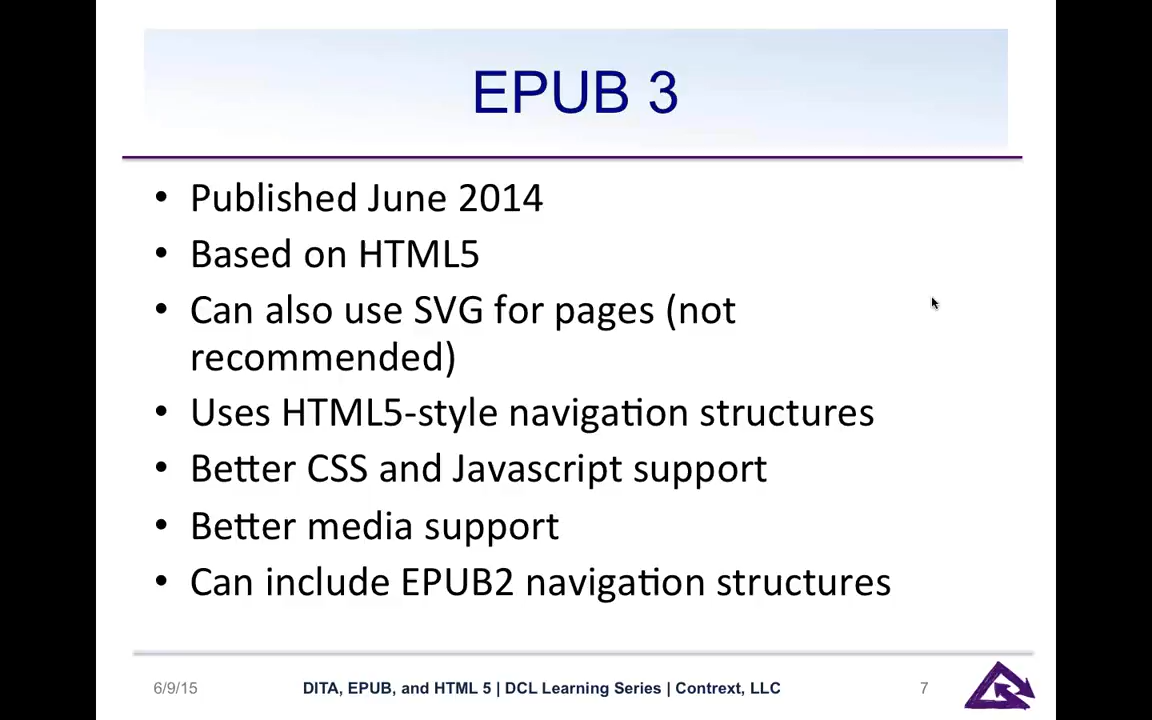 EPUB 3
• Published June 2014
• Based on HTML5
• Can also use SVG for pages (not
recommended)
• Uses HTML5-style navigation structures
• Better CSS and Javascript support
• Better media support
• Can include EPUB2 navigation structures
6/9/15 DITA, EPUB, and HTML 5 | DCL Learning Series | Contrext, LLC 7